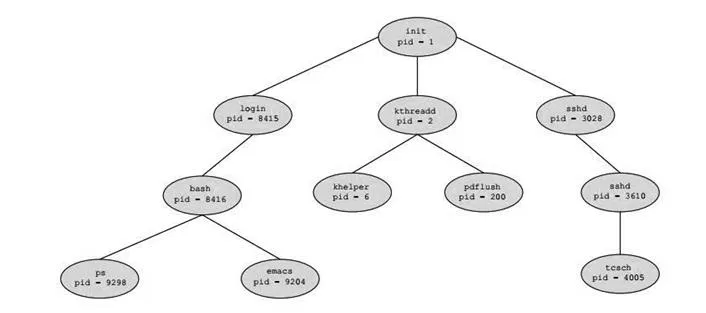 init
pid = 1
login
pid = 8415
kthreadd
pid = 2
sshd
pid = 3028
bash
pid = 8416
khelper
pid = 6
pdflush
pid = 200
sshd
pid = 3610
ps
pid = 9298
emacs
pid = 9204
tcsch
pid = 4005